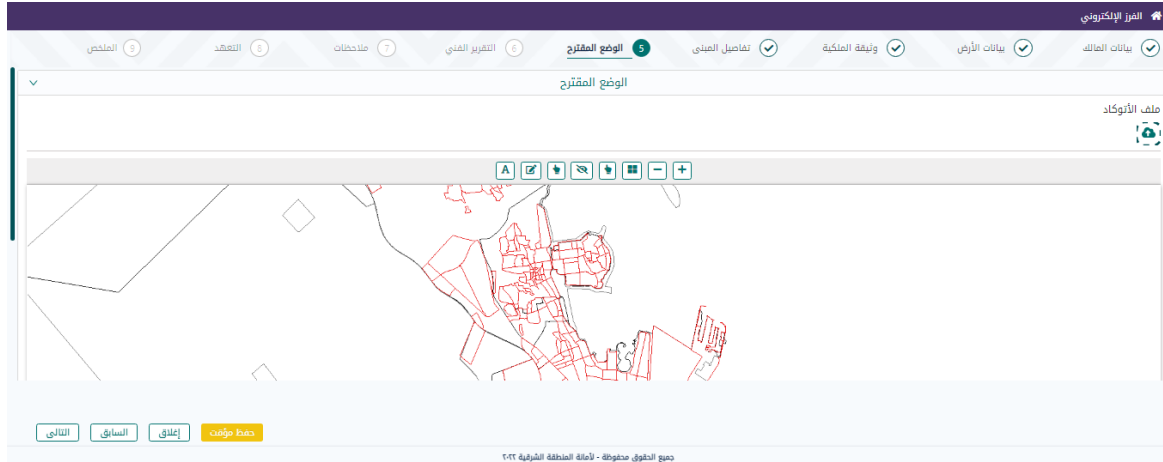 الفرز الإلكتروني
بيانات المالك
بيانات الأرض
وثيقة الملكية
تفاصيل المبنى
5 الوضع المقترح
6 التقرير الفني
7 ملاحظات
8 التعهد
9 الملخص
الوضع المقترح
ملف الأتوكاد
A
حفظ مؤقت
إغلاق
السابق
التالي
جميع الحقوق محفوظة - لأمانة المنطقة الشرقية ٢٠٢٢